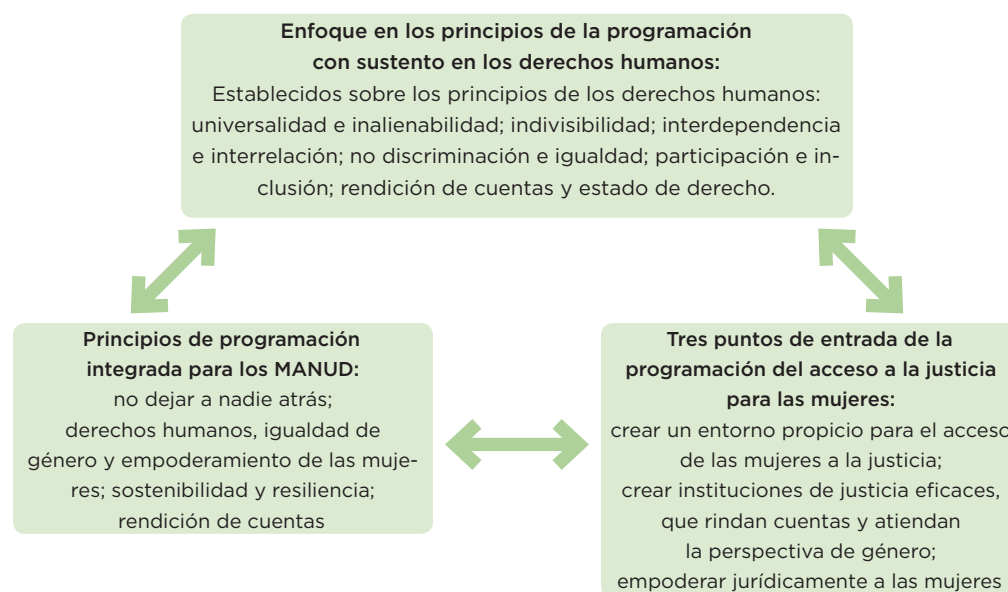 Enfoque en los principios de la programación
con sustento en los derechos humanos:
Establecidos sobre los principios de los derechos humanos:
universalidad e inalienabilidad; indivisibilidad; interdependencia
e interrelación; no discriminación e igualdad; participación e in-
clusión; rendición de cuentas y estado de derecho.
Principios de programación
integrada para los MANUD:
no dejar a nadie atrás;
derechos humanos, igualdad de
género y empoderamiento de las muje-
res; sostenibilidad y resiliencia;
rendición de cuentas
Tres puntos de entrada de la
programación del acceso a la justicia
para las mujeres:
crear un entorno propicio para el acceso
de las mujeres a la justicia;
crear instituciones de justicia eficaces,
que rindan cuentas y atiendan
la perspectiva de género;
empoderar jurídicamente a las mujeres